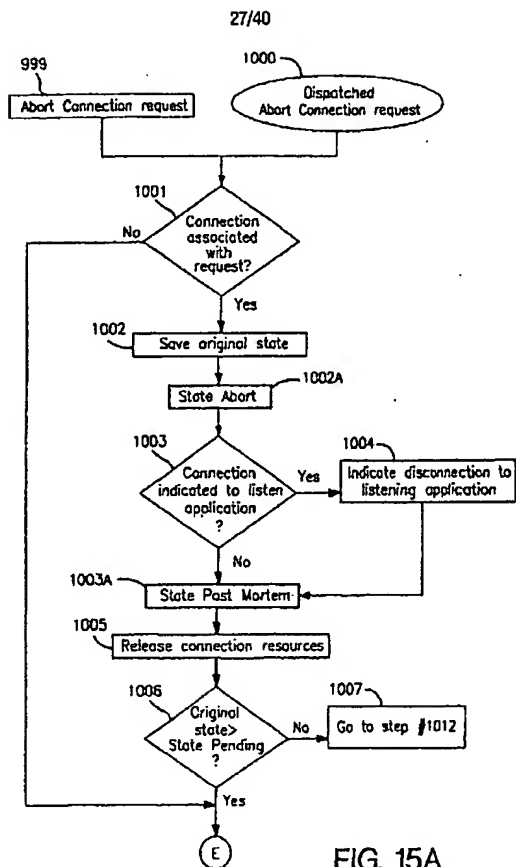 27/40
999
Abort Connection request
1000
Dispatched
Abort Connection request
1001
Connection
associated
with
request?
No
Yes
1002
Save original state
1002A
State Abort
1003
Connection
indicated to listen
application
?
Yes
1004
Indicate disconnection to
listening application
No
1003A
State Post Mortem
1005
Release connection resources
1006
Original
state>
State Pending
?
No
1007
Go to step #1012
Yes
E
FIG. 15A